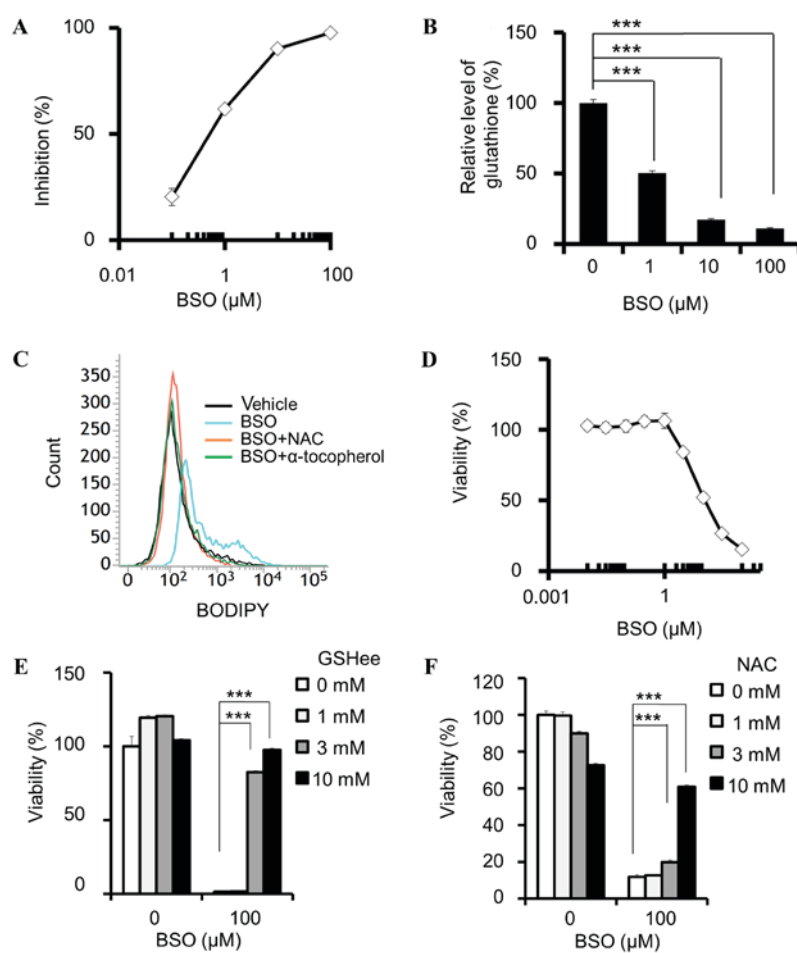 A
Inhibition (%)
100
50
0
0.01
1
100
BSO (µM)
B
Relative level of
glutathione (%)
150
100
50
0
***
***
***
0
1
10
100
BSO (µM)
C
Count
350
300
250
200
150
100
50
0
Vehicle
BSO
BSO+NAC
BSO+α-tocopherol
0
10²
10³
10⁴
10⁵
BODIPY
D
Viability (%)
150
100
50
0
0.001
1
BSO (µM)
E
Viability (%)
150
100
50
0
GSHee
0 mM
1 mM
3 mM
10 mM
***
***
0
100
BSO (µM)
F
Viability (%)
120
100
80
60
40
20
0
NAC
0 mM
1 mM
3 mM
10 mM
***
***
0
100
BSO (µM)